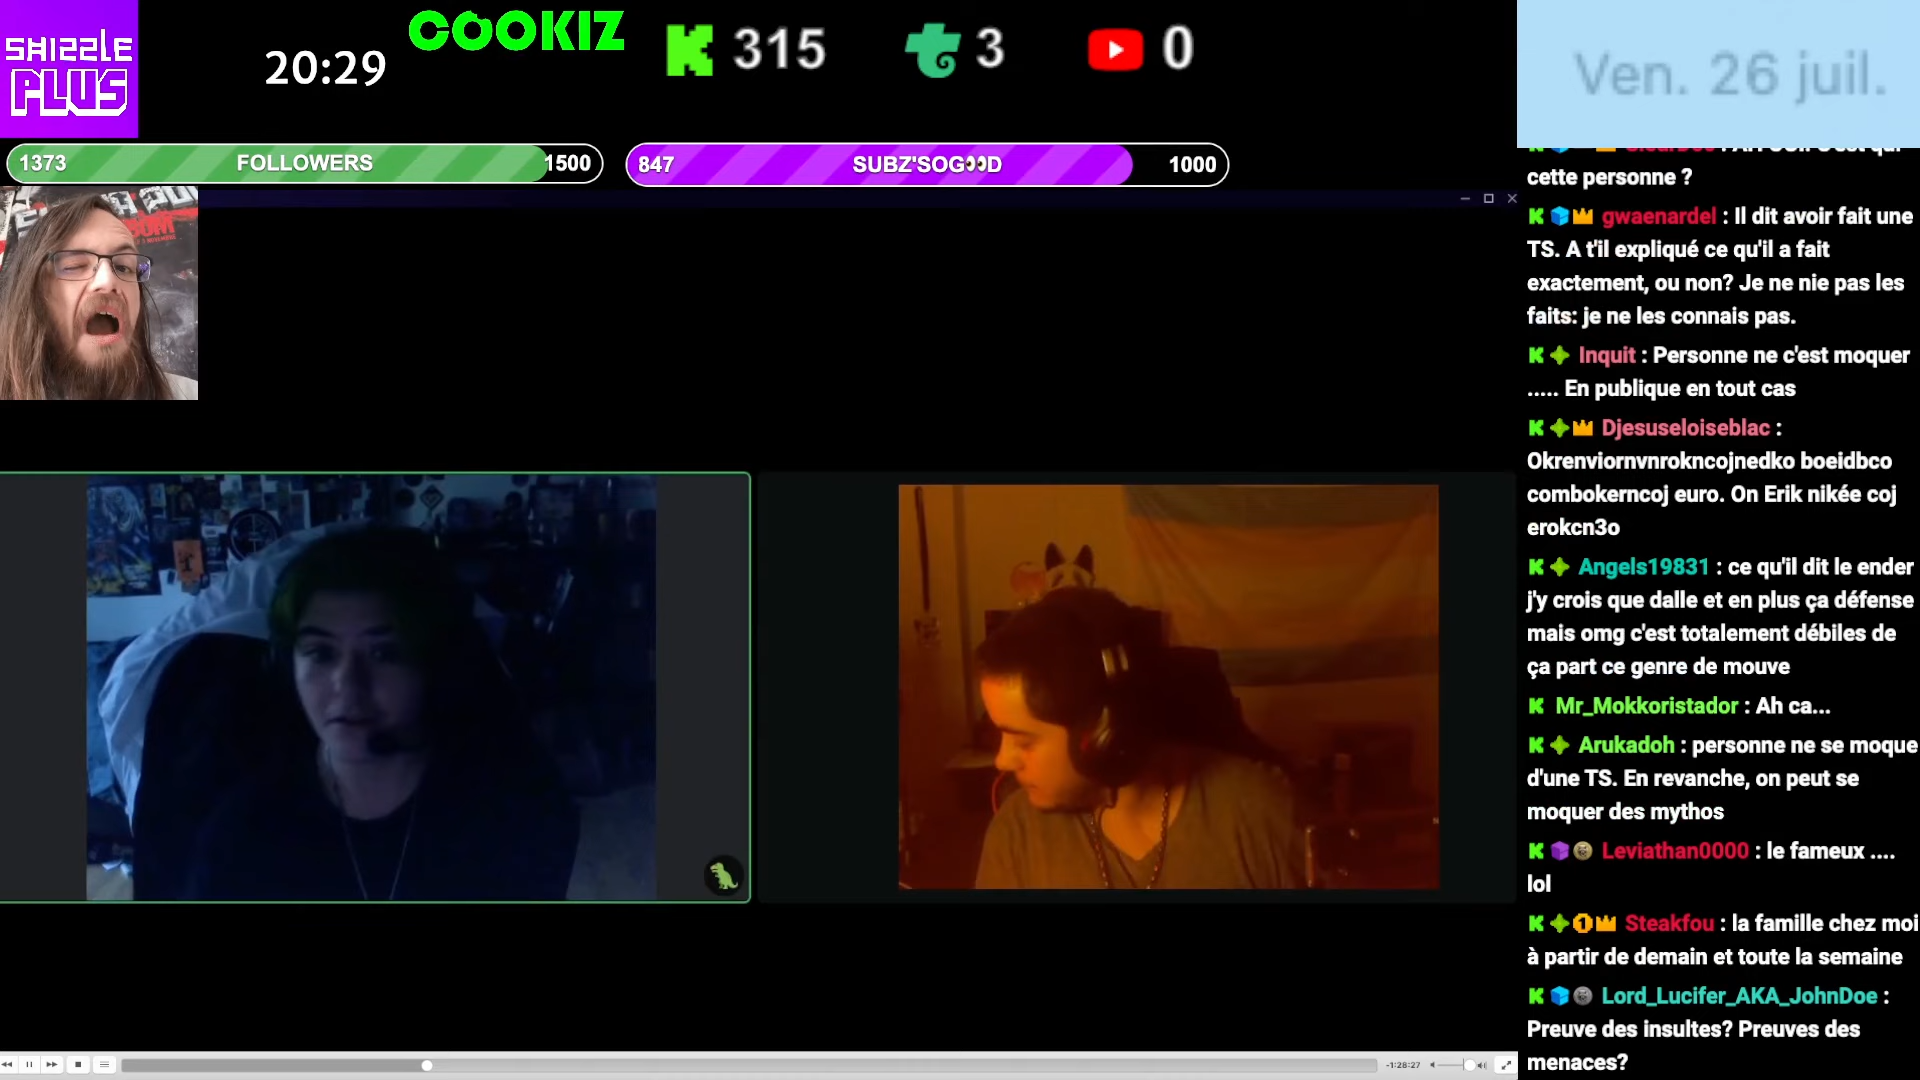 SHIZZLE
PLUS
20:29
COOKIZ
315
3
0
Ven. 26 juil.
1373 FOLLOWERS 1500
847 SUBZ'SOG👀D 1000
cette personne ?
gwaenardel : Il dit avoir fait une
TS. A t'il expliqué ce qu'il a fait
exactement, ou non? Je ne nie pas les
faits: je ne les connais pas.
Inquit : Personne ne c'est moquer
..... En publique en tout cas
Djesuseloiseblac :
Okrenviornvnrokncojnedko boeidbco
combokerncoj euro. On Erik nikée coj
erokcn3o
Angels19831 : ce qu'il dit le ender
j'y crois que dalle et en plus ça défense
mais omg c'est totalement débiles de
ça part ce genre de mouve
Mr_Mokkoristador : Ah ca...
Arukadoh : personne ne se moque
d'une TS. En revanche, on peut se
moquer des mythos
Leviathan0000 : le fameux ....
lol
Steakfou : la famille chez moi
à partir de demain et toute la semaine
Lord_Lucifer_AKA_JohnDoe :
Preuve des insultes? Preuves des
menaces?
-1:28:27